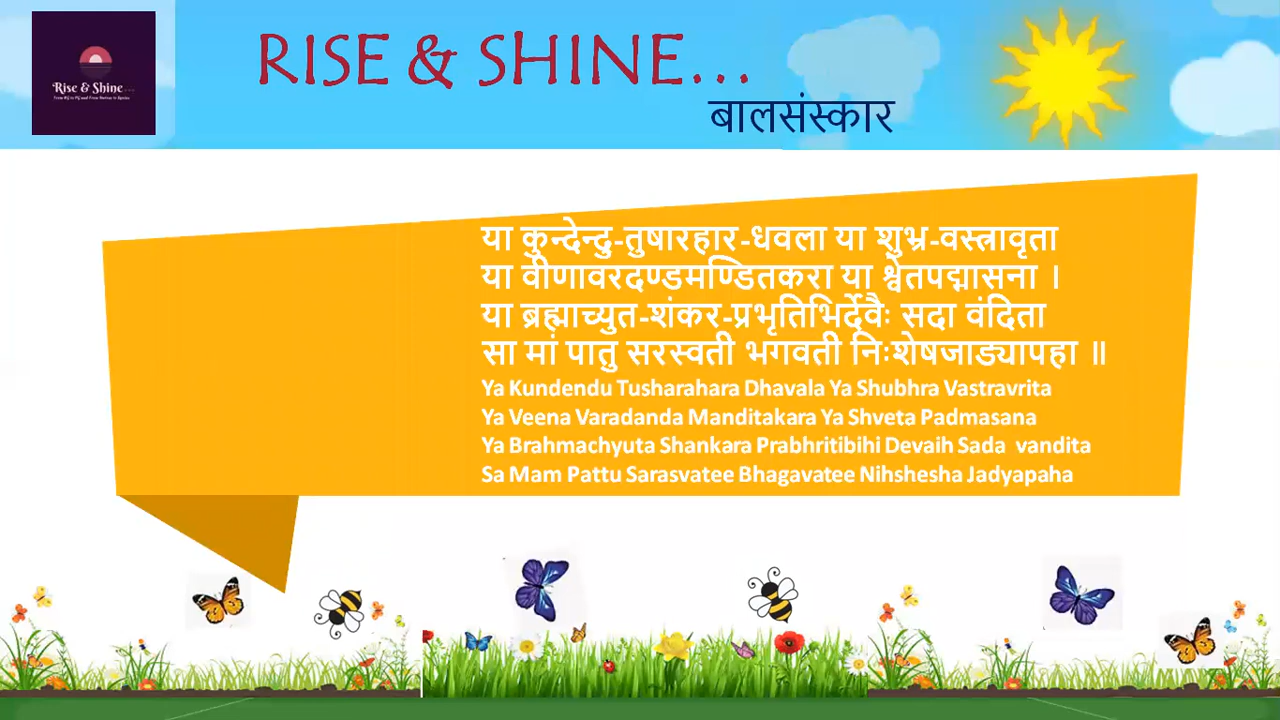 Rise & Shine...
RISE & SHINE...
बालसंस्कार
या कुन्देन्दु-तुषारहार-धवला या शुभ्र-वस्त्रावृता
या वीणावरदण्डमण्डितकरा या श्वेतपद्मासना ।
या ब्रह्माच्युत-शंकर-प्रभृतिभिर्देवैः सदा वंदिता
सा मां पातु सरस्वती भगवती निःशेषजाड्यापहा ॥
Ya Kundendu Tusharahara Dhavala Ya Shubhra Vastravrita
Ya Veena Varadanda Manditakara Ya Shveta Padmasana
Ya Brahmachyuta Shankara Prabhritibihi Devaih Sada vandita
Sa Mam Pattu Sarasvatee Bhagavatee Nihshesha Jadyapaha